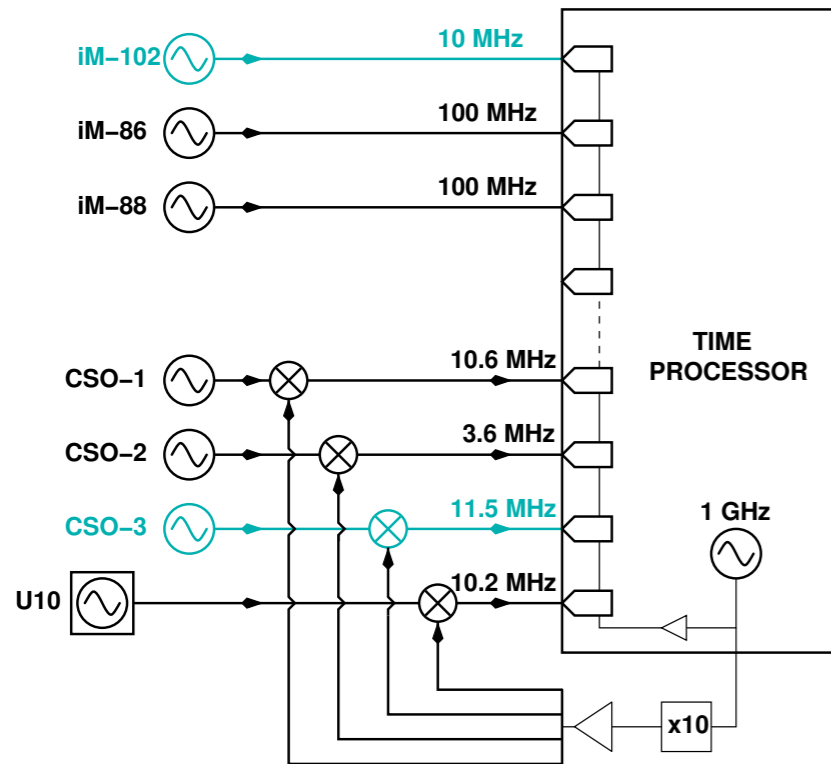 iM−102
10 MHz
iM−86
100 MHz
iM−88
100 MHz
CSO−1
10.6 MHz
TIME
PROCESSOR
CSO−2
3.6 MHz
CSO−3
11.5 MHz
1 GHz
U10
10.2 MHz
x10